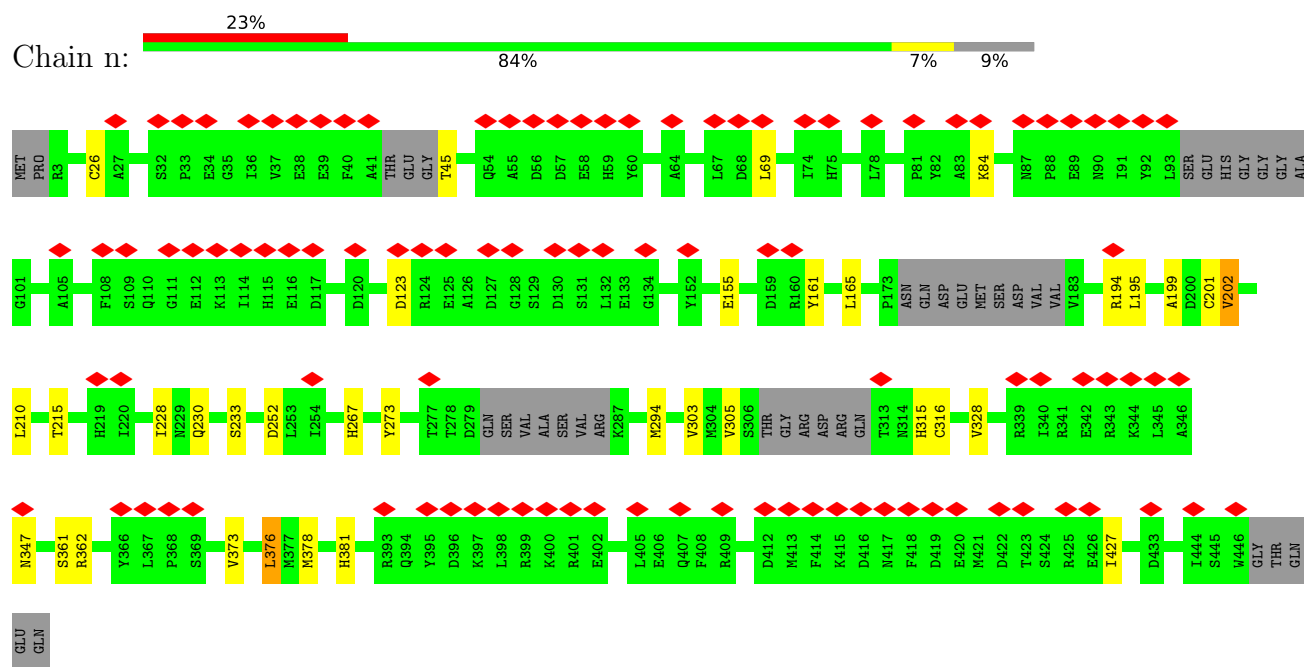 23%
Chain n:
84% 7% 9%
MET PRO R3 C26 A27 S32 P33 E34 G35 I36 V37 E38 E39 F40 A41 THR GLU GLY T45 Q54 A55 D56 D57 E58 H59 Y60 A64 L67 D68 L69 I74 H75 L78 P81 Y82 A83 K84 N87 P88 E89 N90 I91 Y92 L93 SER GLU HIS GLY GLY GLY ALA
G101 A105 F108 S109 Q110 G111 E112 K113 I114 H115 E116 D117 D120 D123 R124 E125 A126 D127 G128 S129 D130 S131 L132 E133 G134 Y152 E155 D159 R160 Y161 L165 P173 ASN GLN ASP GLU MET SER ASP VAL VAL V183 R194 L195 A199 D200 C201 V202
L210 T215 H219 I220 I228 N229 Q230 S233 D252 L253 I254 H267 Y273 T277 T278 D279 GLN SER VAL ALA SER VAL ARG K287 M294 V303 M304 V305 S306 THR GLY ARG ASP ARG GLN T313 N314 H315 C316 V328 R339 I340 R341 E342 R343 K344 L345 A346
N347 S361 R362 Y366 L367 P368 S369 V373 L376 M377 M378 H381 R393 Q394 Y395 D396 K397 L398 R399 K400 R401 E402 L405 E406 Q407 F408 R409 D412 M413 F414 K415 D416 N417 F418 D419 E420 M421 D422 T423 S424 R425 E426 I427 D433 I444 S445 W446 GLY THR GLN
GLU GLN